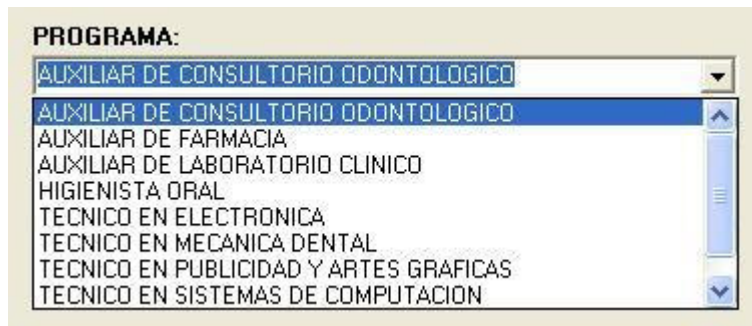 PROGRAMA:
AUXILIAR DE CONSULTORIO ODONTOLOGICO
AUXILIAR DE CONSULTORIO ODONTOLOGICO
AUXILIAR DE FARMACIA
AUXILIAR DE LABORATORIO CLINICO
HIGIENISTA ORAL
TECNICO EN ELECTRONICA
TECNICO EN MECANICA DENTAL
TECNICO EN PUBLICIDAD Y ARTES GRAFICAS
TECNICO EN SISTEMAS DE COMPUTACION